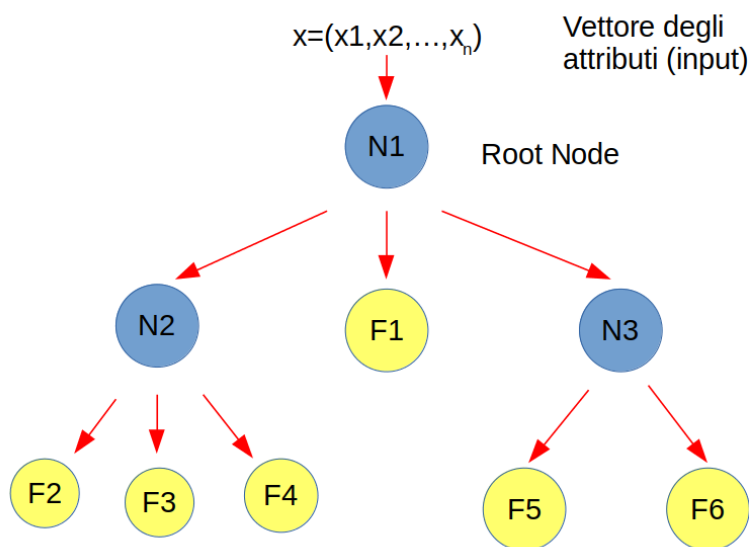 x=(x1,x2,...,xn)
Vettore degli
attributi (input)
N1
Root Node
N2
F1
N3
F2
F3
F4
F5
F6